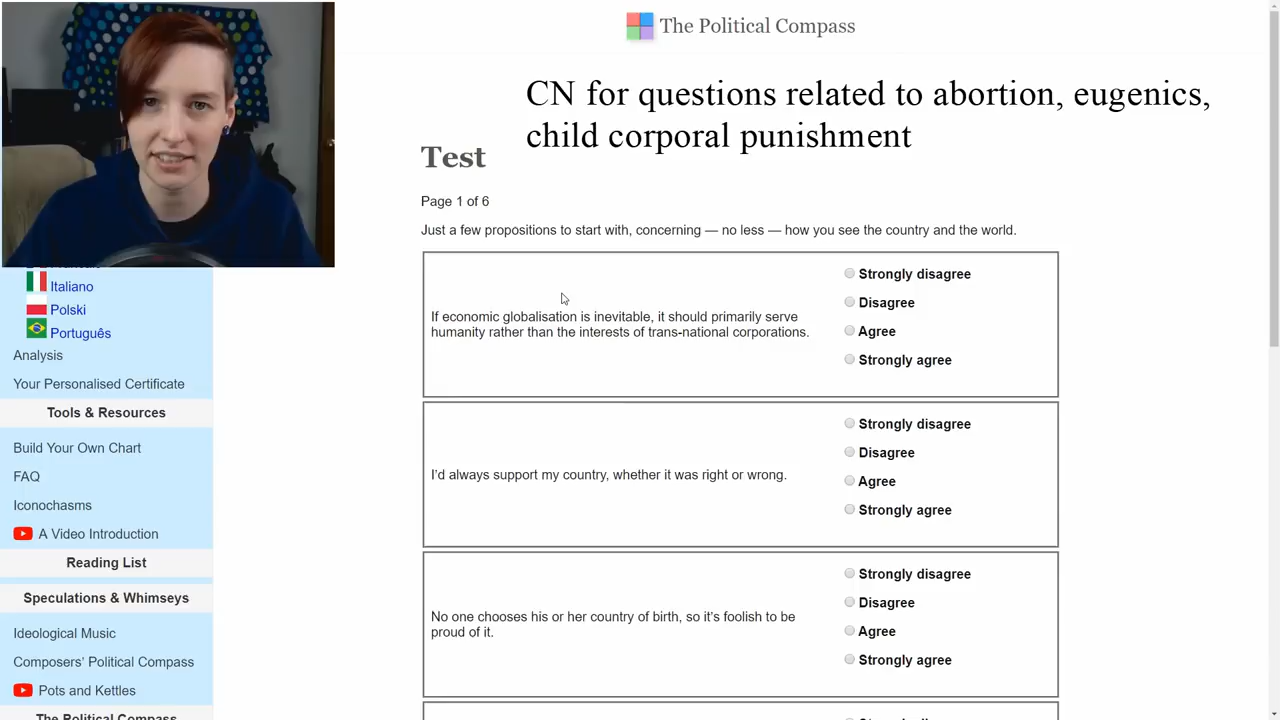 The Political Compass
CN for questions related to abortion, eugenics,
child corporal punishment
Test
Page 1 of 6
Just a few propositions to start with, concerning — no less — how you see the country and the world.
If economic globalisation is inevitable, it should primarily serve
humanity rather than the interests of trans-national corporations.
Strongly disagree
Disagree
Agree
Strongly agree
I'd always support my country, whether it was right or wrong.
Strongly disagree
Disagree
Agree
Strongly agree
No one chooses his or her country of birth, so it's foolish to be
proud of it.
Strongly disagree
Disagree
Agree
Strongly agree
Italiano
Polski
Português
Analysis
Your Personalised Certificate
Tools & Resources
Build Your Own Chart
FAQ
Iconochasms
A Video Introduction
Reading List
Speculations & Whimseys
Ideological Music
Composers' Political Compass
Pots and Kettles
The Political Compass